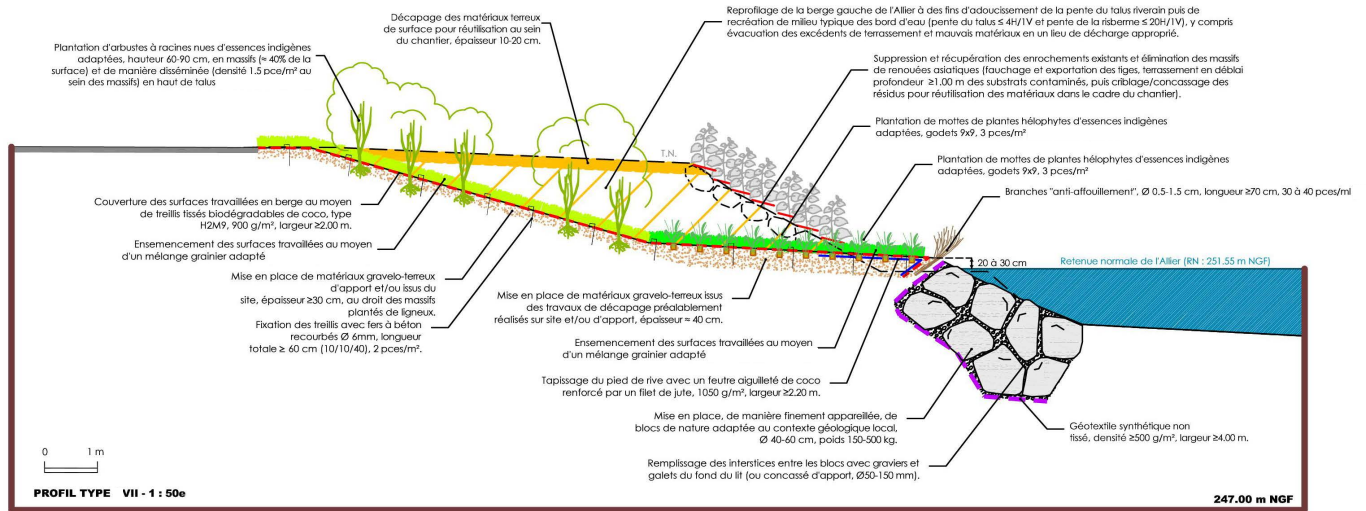 Décapage des matériaux terreux
de surface pour réutilisation au sein
du chantier, épaisseur 10-20 cm.
Reprofilage de la berge gauche de l'Allier à des fins d'adoucissement de la pente du talus riverain puis de
recréation de milieu typique des bord d'eau (pente du talus ≤ 4H/1V et pente de la risberme ≤ 20H/1V), y compris
évacuation des excédents de terrassement et mauvais matériaux en un lieu de décharge approprié.
Plantation d'arbustes à racines nues d'essences indigènes
adaptées, hauteur 60-90 cm, en massifs (≈ 40% de la
surface) et de manière disséminée (densité 1.5 pce/m² au
sein des massifs) en haut de talus
Suppression et récupération des enrochements existants et élimination des massifs
de renouées asiatiques (fauchage et exportation des tiges, terrassement en déblai
profondeur ≥1.00 m des substrats contaminés, puis criblage/concassage des
résidus pour réutilisation des matériaux dans le cadre du chantier).
Plantation de mottes de plantes hélophytes d'essences indigènes
adaptées, godets 9x9, 3 pces/m²
T.N.
Plantation de mottes de plantes hélophytes d'essences indigènes
adaptées, godets 9x9, 3 pces/m²
Branches "anti-affouillement", Ø 0.5-1.5 cm, longueur ≥70 cm, 30 à 40 pces/ml
Couverture des surfaces travaillées en berge au moyen
de treillis tissés biodégradables de coco, type
H2M9, 900 g/m², largeur ≥2.00 m.
Ensemencement des surfaces travaillées au moyen
d'un mélange grainier adapté
20 à 30 cm
Retenue normale de l'Allier (RN : 251.55 m NGF)
Mise en place de matériaux gravelo-terreux
d'apport et/ou issus du
site, épaisseur ≥30 cm, au droit des massifs
plantés de ligneux.
Mise en place de matériaux gravelo-terreux issus
des travaux de décapage préalablement
réalisés sur site et/ou d'apport, épaisseur ≈ 40 cm.
Fixation des treillis avec fers à béton
recourbés Ø 6mm, longueur
totale ≥ 60 cm (10/10/40), 2 pces/m².
Ensemencement des surfaces travaillées au moyen
d'un mélange grainier adapté
Tapissage du pied de rive avec un feutre aiguilleté de coco
renforcé par un filet de jute, 1050 g/m², largeur ≥2.20 m.
Mise en place, de manière finement appareillée, de
blocs de nature adaptée au contexte géologique local,
Ø 40-60 cm, poids 150-500 kg.
Géotextile synthétique non
tissé, densité ≥500 g/m², largeur ≥4.00 m.
Remplissage des interstices entre les blocs avec graviers et
galets du fond du lit (ou concassé d'apport, Ø50-150 mm).
0 1 m
PROFIL TYPE VII - 1 : 50e
247.00 m NGF